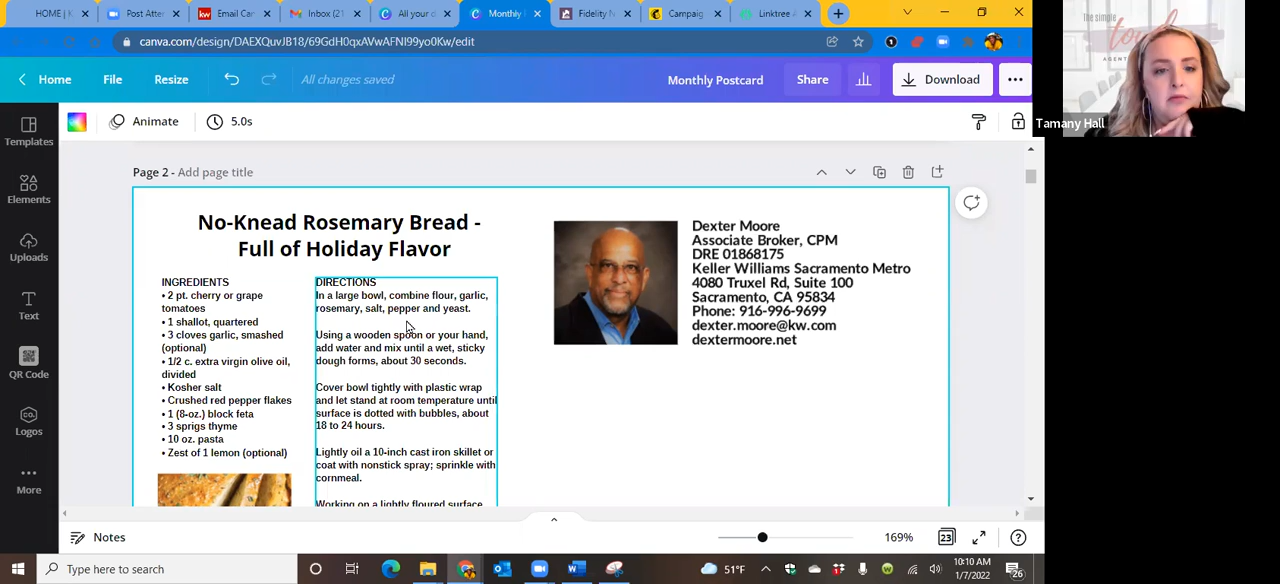 HOME | K
Post Atter
Email Car
Inbox (21
All your d
Monthly
Fidelity N
Campaig
Linktree A
canva.com/design/DAEXQuvJB18/69GdH0qxAVwAFNI99yo0Kw/edit
The simple
touch
AGENT
Tamany Hall
Home
File
Resize
All changes saved
Monthly Postcard
Share
Download
Animate
5.0s
Templates
Elements
Uploads
Text
QR Code
Logos
More
Page 2 - Add page title
No-Knead Rosemary Bread -
Full of Holiday Flavor
INGREDIENTS
• 2 pt. cherry or grape
tomatoes
• 1 shallot, quartered
• 3 cloves garlic, smashed
(optional)
• 1/2 c. extra virgin olive oil,
divided
• Kosher salt
• Crushed red pepper flakes
• 1 (8-oz.) block feta
• 3 sprigs thyme
• 10 oz. pasta
• Zest of 1 lemon (optional)
DIRECTIONS
In a large bowl, combine flour, garlic,
rosemary, salt, pepper and yeast.
Using a wooden spoon or your hand,
add water and mix until a wet, sticky
dough forms, about 30 seconds.
Cover bowl tightly with plastic wrap
and let stand at room temperature until
surface is dotted with bubbles, about
18 to 24 hours.
Lightly oil a 10-inch cast iron skillet or
coat with nonstick spray; sprinkle with
cornmeal.
Working on a lightly floured surface,
Dexter Moore
Associate Broker, CPM
DRE 01868175
Keller Williams Sacramento Metro
4080 Truxel Rd, Suite 100
Sacramento, CA 95834
Phone: 916-996-9699
dexter.moore@kw.com
dextermoore.net
Notes
169%
23
Type here to search
51°F
10:10 AM
1/7/2022
26